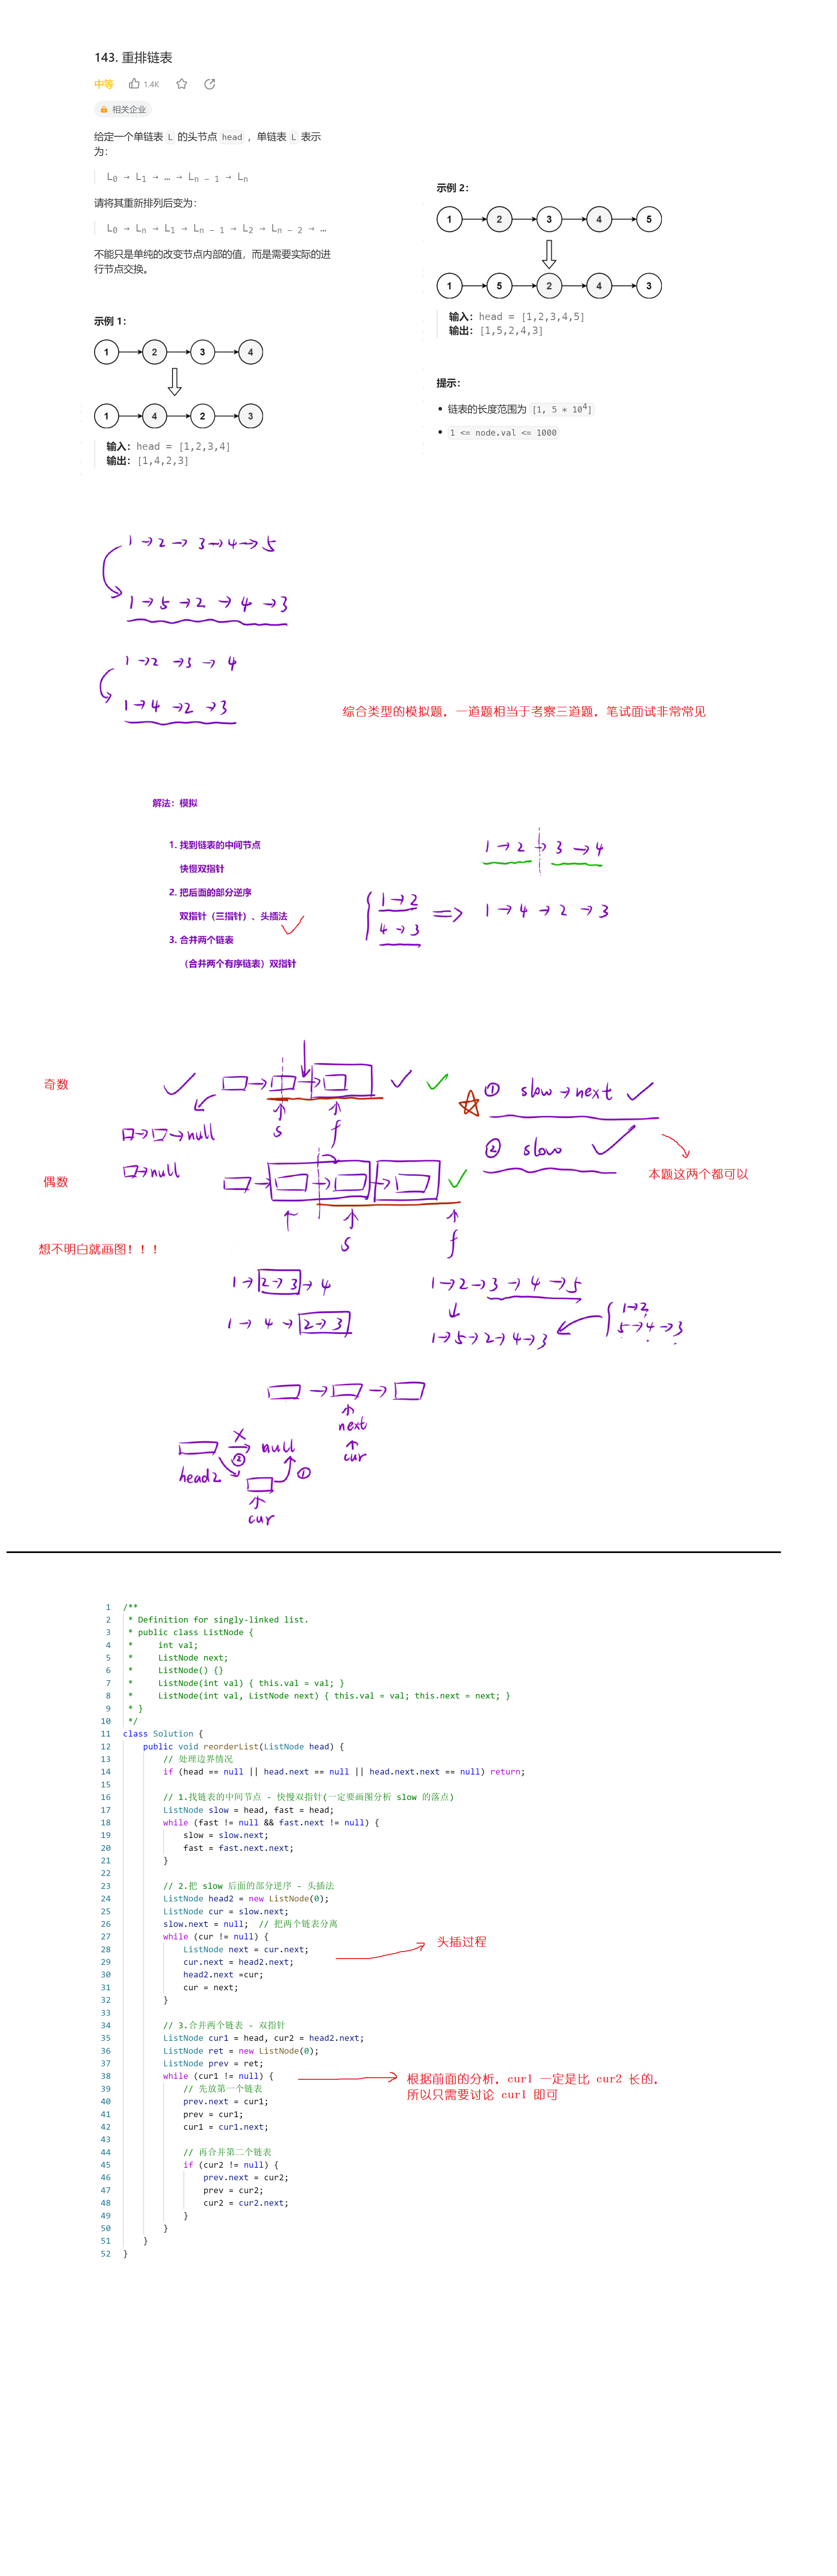 143. 重排链表
中等 1.4K
相关企业
给定一个单链表 L 的头节点 head ，单链表 L 表示
为：
L0 → L1 → … → Ln - 1 → Ln
请将其重新排列后变为：
L0 → Ln → L1 → Ln - 1 → L2 → Ln - 2 → …
不能只是单纯的改变节点内部的值，而是需要实际的进
行节点交换。
示例 1：
1 2 3 4
1 4 2 3
输入：head = [1,2,3,4]
输出：[1,4,2,3]
示例 2：
1 2 3 4 5
1 5 2 4 3
输入：head = [1,2,3,4,5]
输出：[1,5,2,4,3]
提示：
• 链表的长度范围为 [1, 5 * 10^4]
• 1 <= node.val <= 1000
1→2→3→4→5
1→5→2→4→3
1→2→3→4
1→4→2→3
综合类型的模拟题，一道题相当于考察三道题，笔试面试非常常见
解法：模拟
1. 找到链表的中间节点
快慢双指针
2. 把后面的部分逆序
双指针（三指针）、头插法
3. 合并两个链表
（合并两个有序链表）双指针
1→2→3→4
1→2
4→3
=> 1→4→2→3
奇数
→null
→null
s f
① slow→next
② slow
本题这两个都可以
偶数
s f
想不明白就画图！！！
1→2→3→4
1→4→2→3
1→2→3→4→5
1→5→2→4→3
1→2
5→4→3
next
cur
head2 ② null
①
cur
1 /**
2 * Definition for singly-linked list.
3 * public class ListNode {
4 *     int val;
5 *     ListNode next;
6 *     ListNode() {}
7 *     ListNode(int val) { this.val = val; }
8 *     ListNode(int val, ListNode next) { this.val = val; this.next = next; }
9 * }
10 */
11 class Solution {
12     public void reorderList(ListNode head) {
13         // 处理边界情况
14         if (head == null || head.next == null || head.next.next == null) return;
15
16         // 1.找链表的中间节点 - 快慢双指针(一定要画图分析 slow 的落点)
17         ListNode slow = head, fast = head;
18         while (fast != null && fast.next != null) {
19             slow = slow.next;
20             fast = fast.next.next;
21         }
22
23         // 2.把 slow 后面的部分逆序 - 头插法
24         ListNode head2 = new ListNode(0);
25         ListNode cur = slow.next;
26         slow.next = null;  // 把两个链表分离
27         while (cur != null) {
28             ListNode next = cur.next;
29             cur.next = head2.next;
30             head2.next =cur;
31             cur = next;
32         }
33
34         // 3.合并两个链表 - 双指针
35         ListNode cur1 = head, cur2 = head2.next;
36         ListNode ret = new ListNode(0);
37         ListNode prev = ret;
38         while (cur1 != null) {
39             // 先放第一个链表
40             prev.next = cur1;
41             prev = cur1;
42             cur1 = cur1.next;
43
44             // 再合并第二个链表
45             if (cur2 != null) {
46                 prev.next = cur2;
47                 prev = cur2;
48                 cur2 = cur2.next;
49             }
50         }
51     }
52 }
头插过程
根据前面的分析，cur1 一定是比 cur2 长的，
所以只需要讨论 cur1 即可